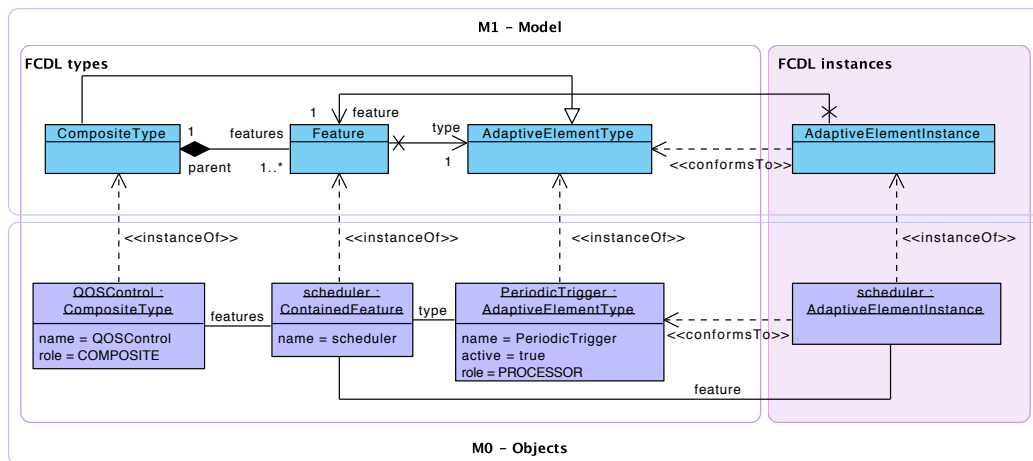 M1 – Model
FCDL types
FCDL instances
1
feature
CompositeType
1
features
Feature
type
AdaptiveElementType
AdaptiveElementInstance
parent
1..*
1
<<conformsTo>>
<<instanceOf>>
<<instanceOf>>
<<instanceOf>>
<<instanceOf>>
QOSControl :
CompositeType
name = QOSControl
role = COMPOSITE
features
scheduler :
ContainedFeature
name = scheduler
type
PeriodicTrigger :
AdaptiveElementType
name = PeriodicTrigger
active = true
role = PROCESSOR
<<conformsTo>>
scheduler :
AdaptiveElementInstance
feature
M0 – Objects